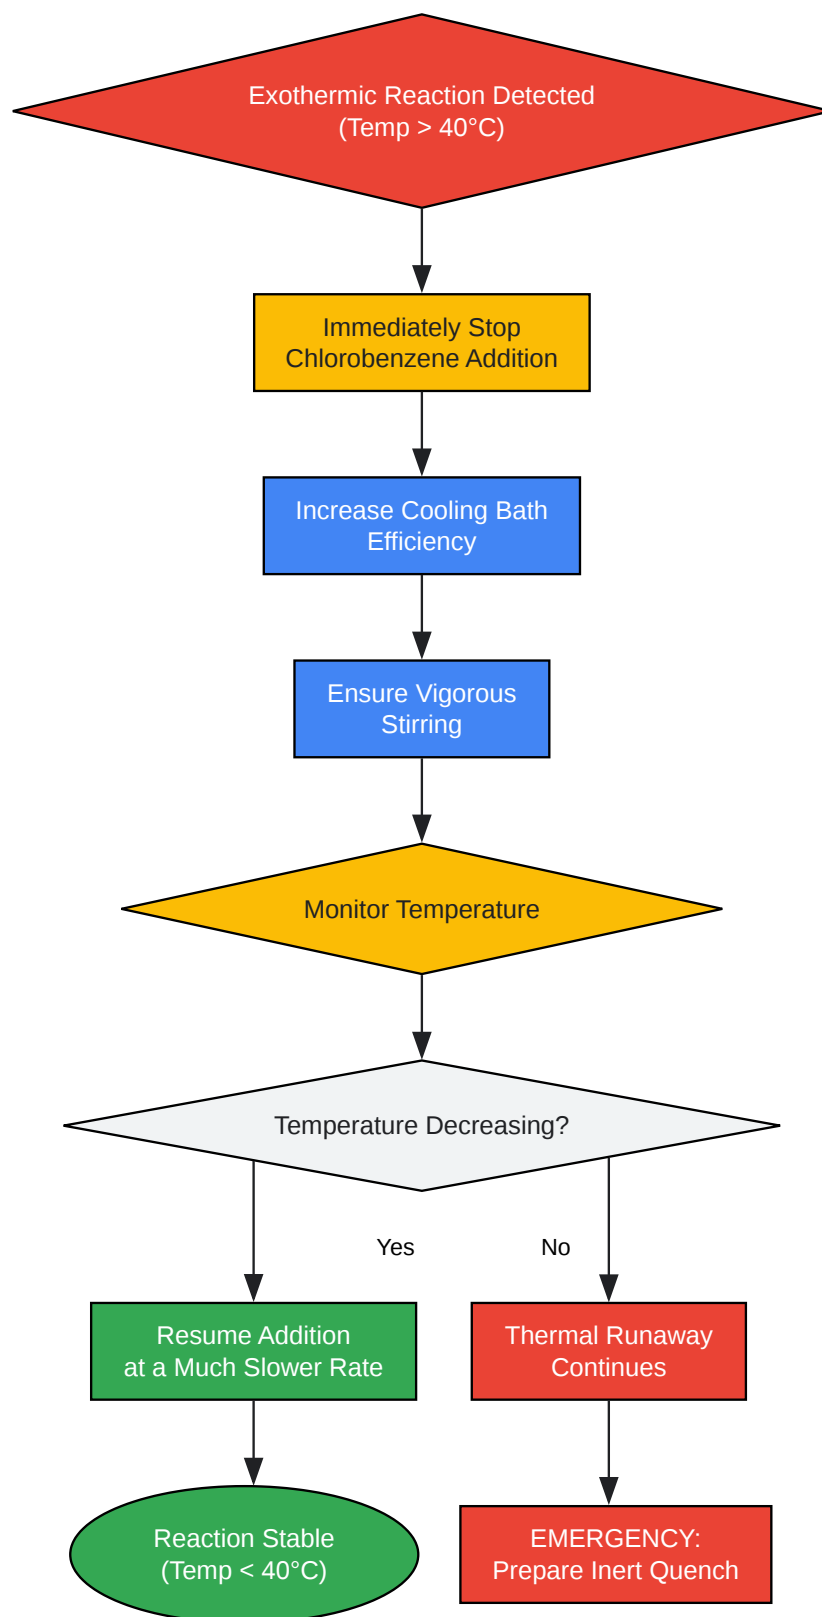 Exothermic Reaction Detected
(Temp > 40°C)
Immediately Stop
Chlorobenzene Addition
Increase Cooling Bath
Efficiency
Ensure Vigorous
Stirring
Monitor Temperature
Temperature Decreasing?
Yes
No
Resume Addition
at a Much Slower Rate
Thermal Runaway
Continues
Reaction Stable
(Temp < 40°C)
EMERGENCY:
Prepare Inert Quench